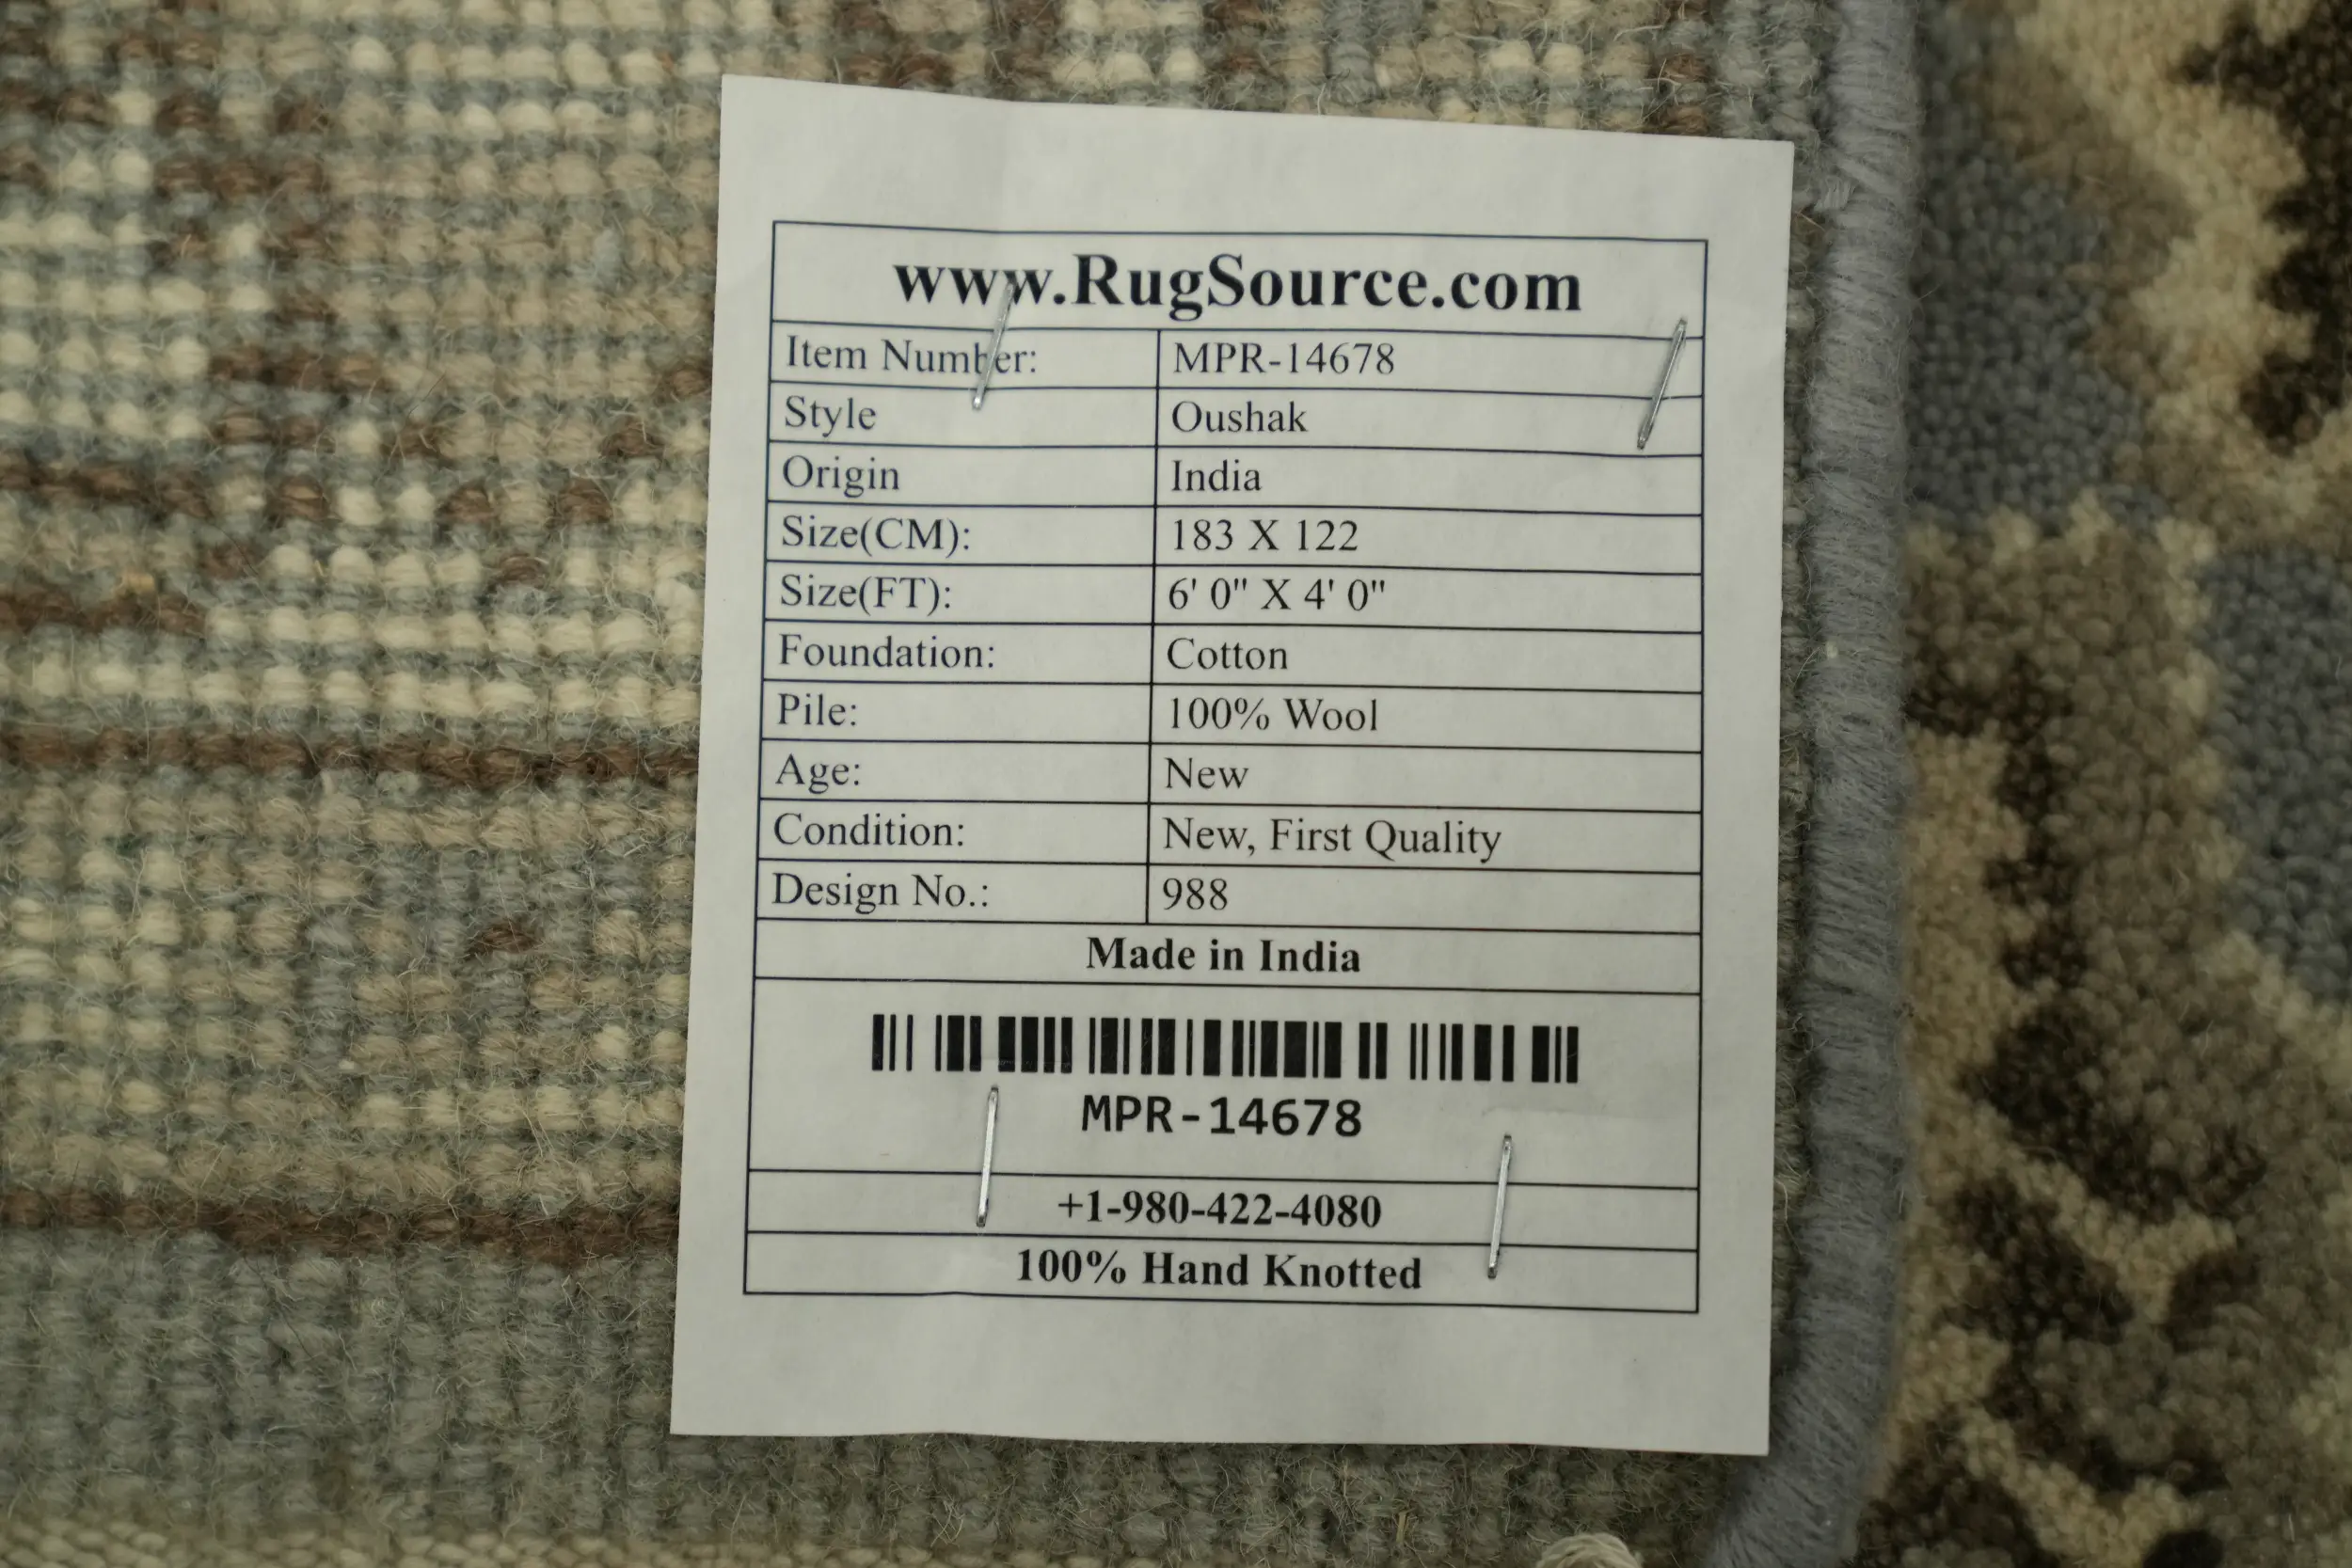 www.RugSource.com
Item Number: MPR-14678
Style Oushak
Origin India
Size(CM): 183 X 122
Size(FT): 6' 0" X 4' 0"
Foundation: Cotton
Pile: 100% Wool
Age: New
Condition: New, First Quality
Design No.: 988
Made in India
MPR-14678
+1-980-422-4080
100% Hand Knotted